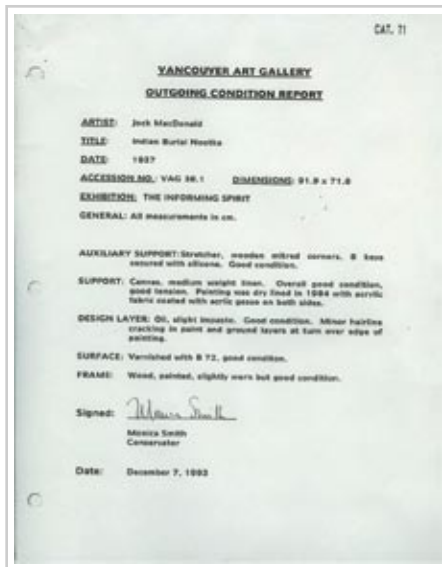 CAT. 71
VANCOUVER ART GALLERY
OUTGOING CONDITION REPORT
ARTIST: Jock MacDonald
TITLE: Indian Burial Nootka
DATE: 1937
ACCESSION NO.: VAG 38.1 DIMENSIONS: 91.9 x 71.8
EXHIBITION: THE INFORMING SPIRIT
GENERAL: All measurements in cm.
AUXILIARY SUPPORT: Stretcher, wooden mitred corners. 8 keys
secured with silicone. Good condition.
SUPPORT: Canvas, medium weight linen. Overall good condition,
good tension. Painting was dry lined in 1984 with acrylic
fabric coated with acrlic gesso on both sides.
DESIGN LAYER: Oil, slight impasto. Good condition. Minor hairline
cracking in paint and ground layers at turn over edge of
painting.
SURFACE: Varnished with B 72, good conditon.
FRAME: Wood, painted, slightly worn but good condition.
Signed: Monica Smith
Monica Smith
Conservator
Date: December 7, 1993